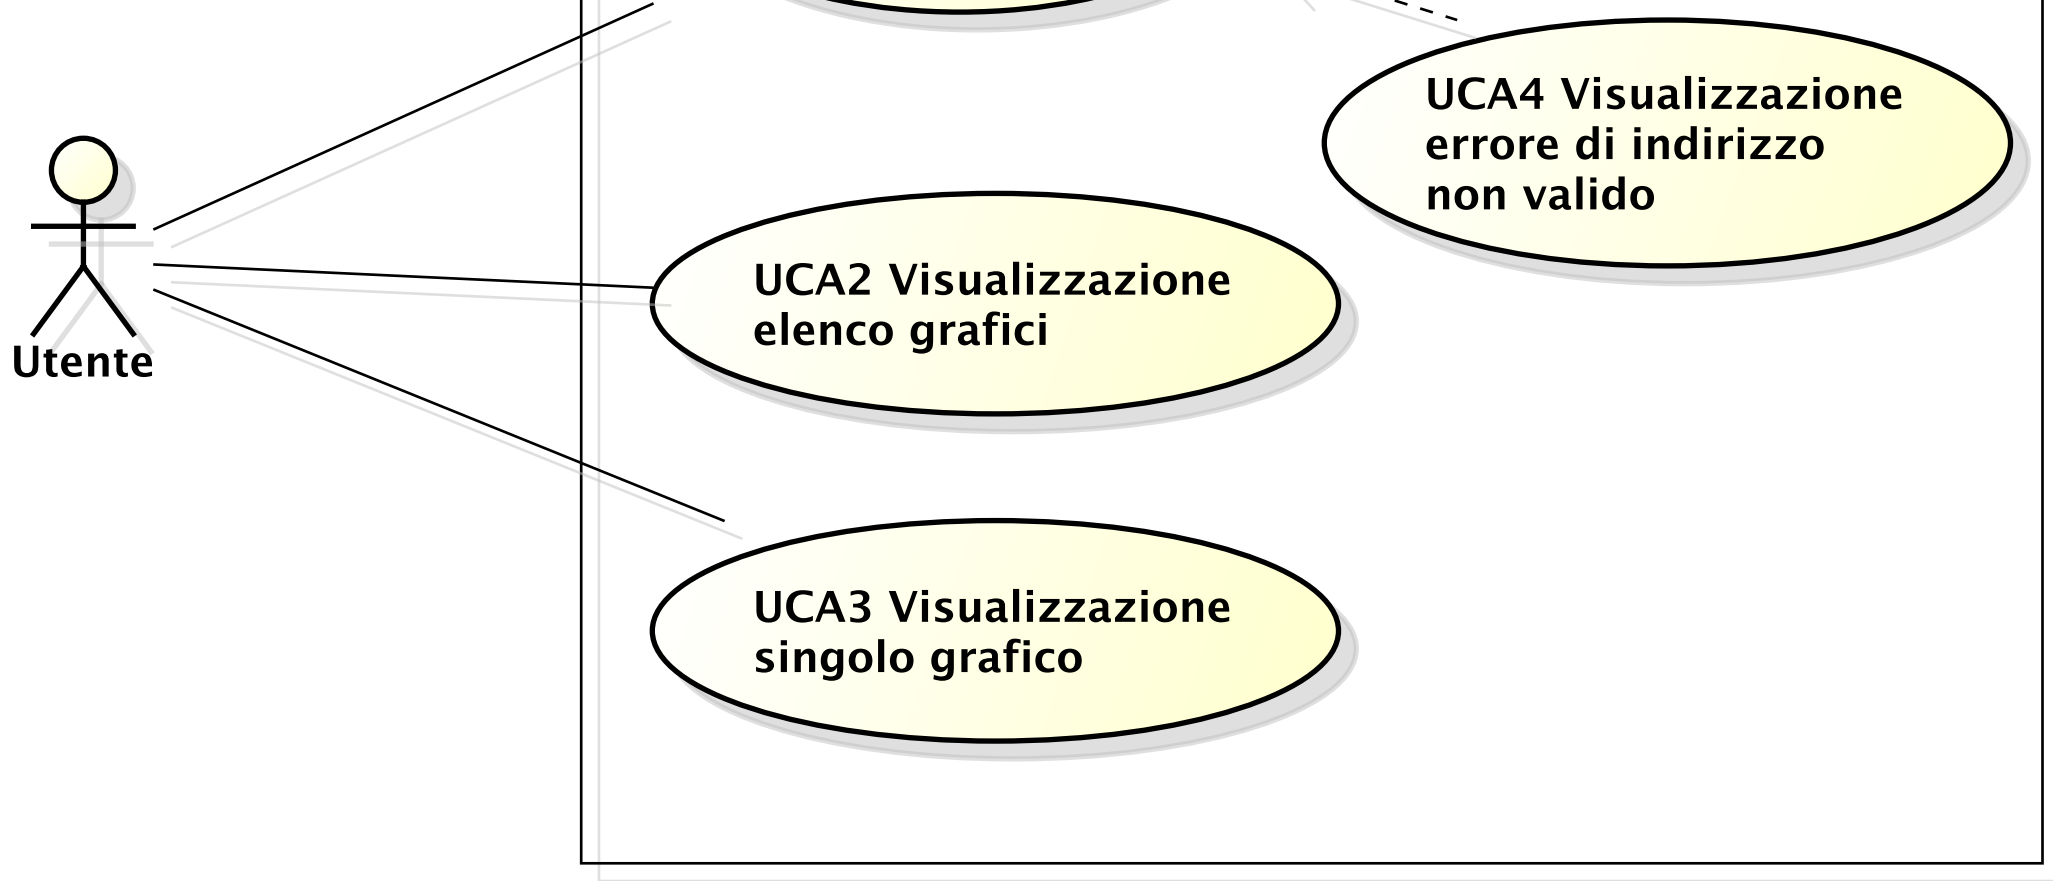 UCA4 Visualizzazione
errore di indirizzo
non valido
UCA2 Visualizzazione
elenco grafici
Utente
UCA3 Visualizzazione
singolo grafico